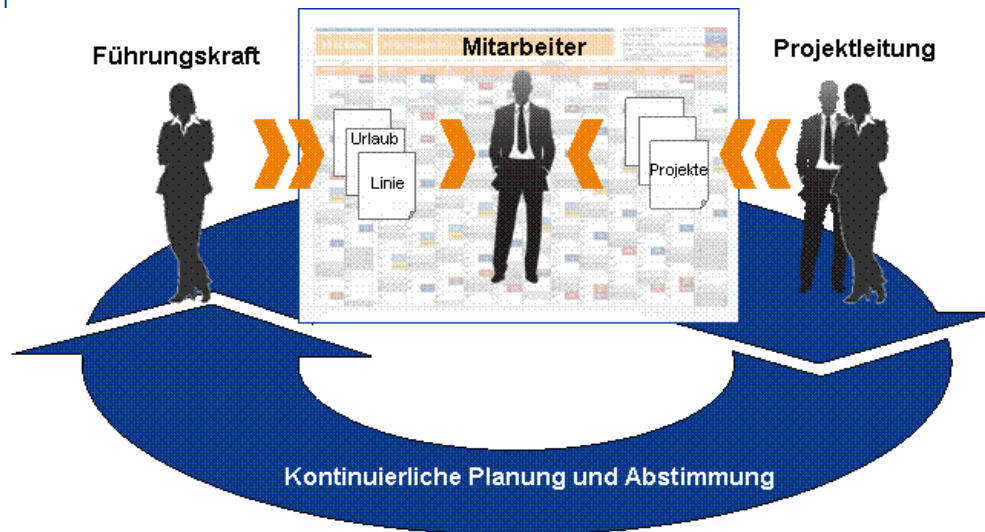 Führungskraft
Mitarbeiter
Projektleitung
Urlaub
Linie
Projekte
Kontinuierliche Planung und Abstimmung